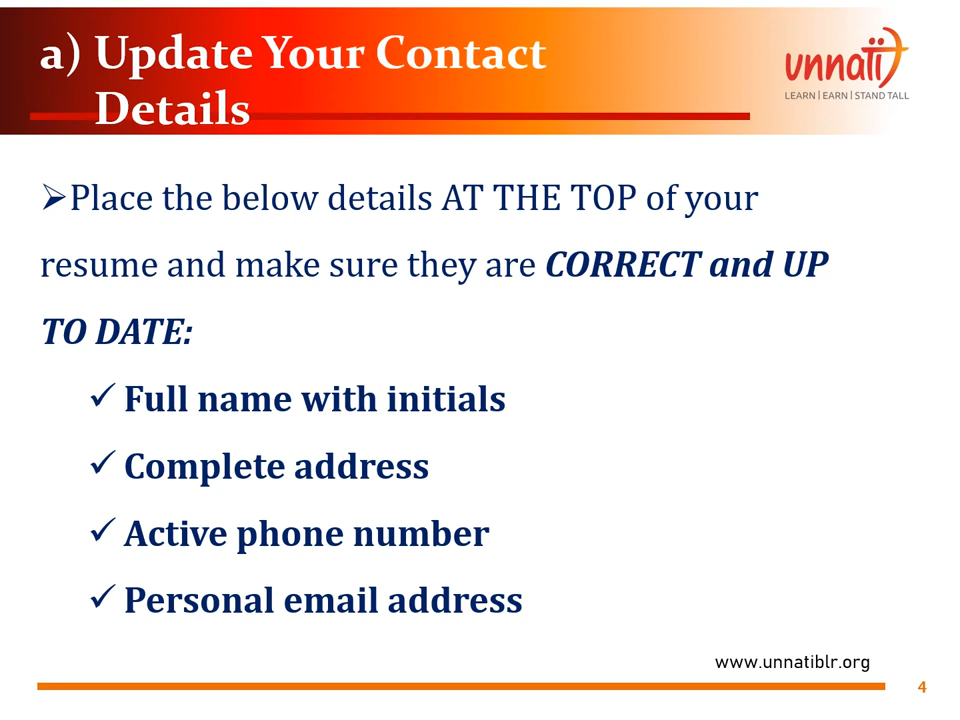 a) Update Your Contact
Details
unnati
LEARN | EARN | STAND TALL
➢Place the below details AT THE TOP of your
resume and make sure they are CORRECT and UP
TO DATE:
✓ Full name with initials
✓ Complete address
✓ Active phone number
✓ Personal email address
www.unnatiblr.org
4